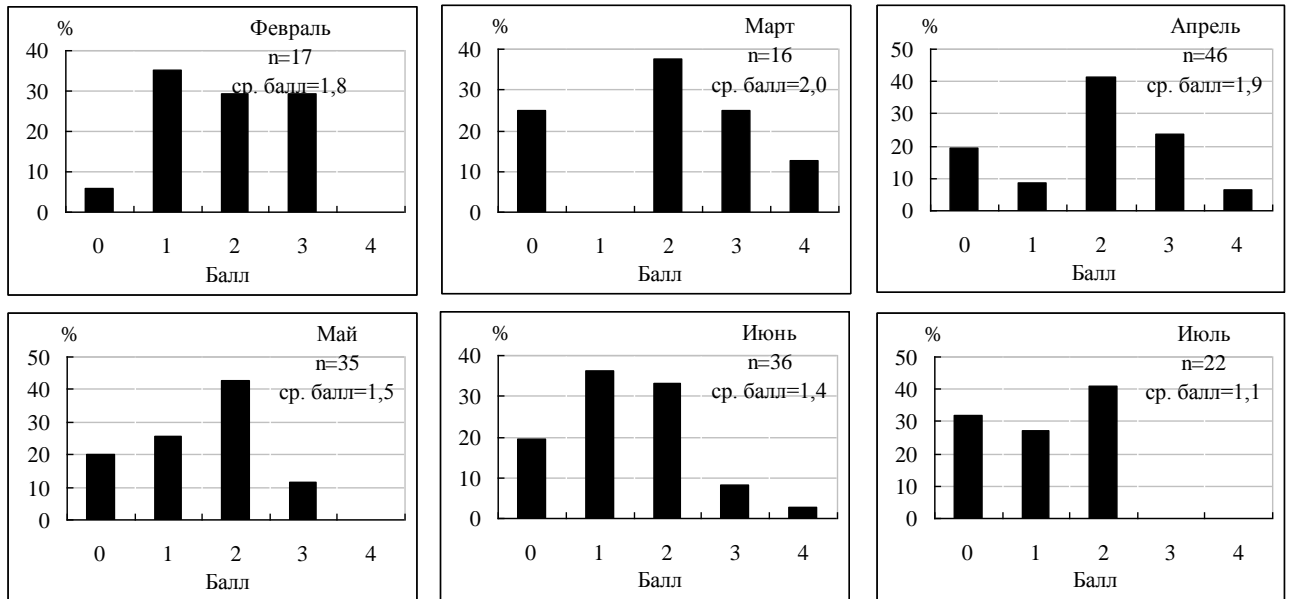 %
Февраль
n=17
ср. балл=1,8
40
30
20
10
0
0 1 2 3 4
Балл
%
Март
n=16
ср. балл=2,0
40
30
20
10
0
0 1 2 3 4
Балл
%
Апрель
n=46
ср. балл=1,9
50
40
30
20
10
0
0 1 2 3 4
Балл
%
Май
n=35
ср. балл=1,5
50
40
30
20
10
0
0 1 2 3 4
Балл
%
Июнь
n=36
ср. балл=1,4
40
30
20
10
0
0 1 2 3 4
Балл
%
Июль
n=22
ср. балл=1,1
50
40
30
20
10
0
0 1 2 3 4
Балл